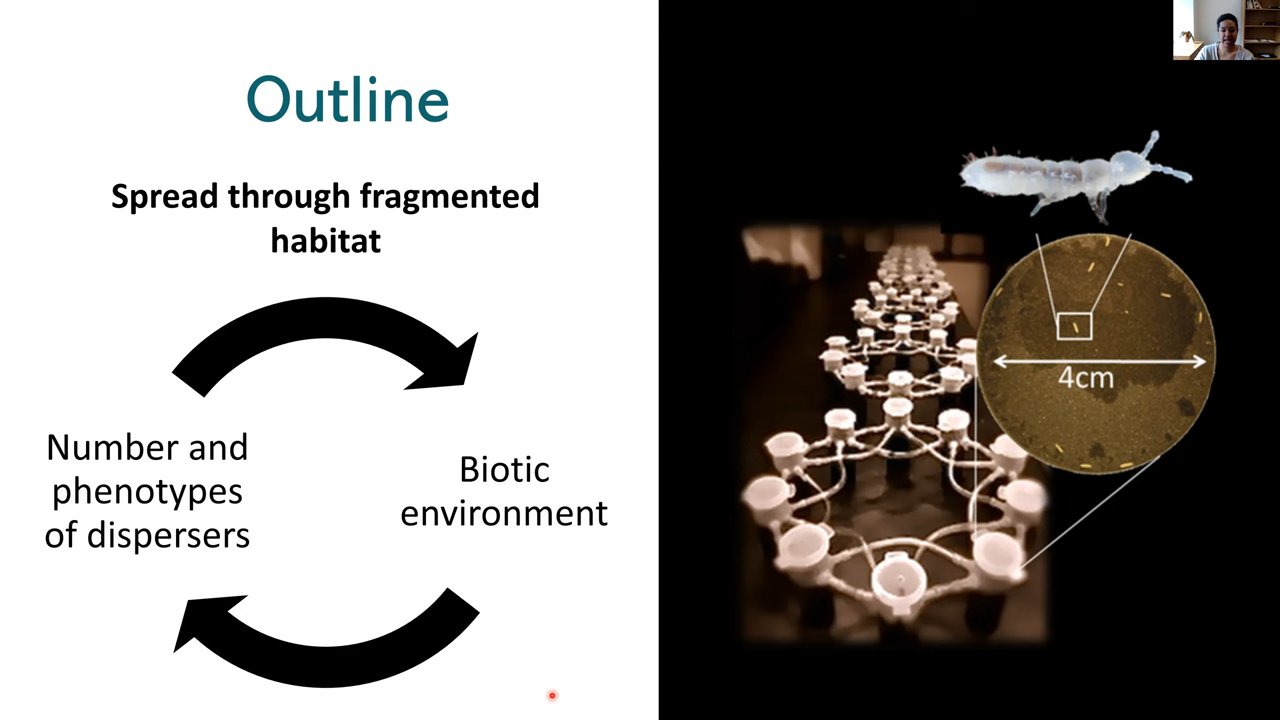 Outline
Spread through fragmented
habitat
Number and
phenotypes
of dispersers
Biotic
environment
4cm